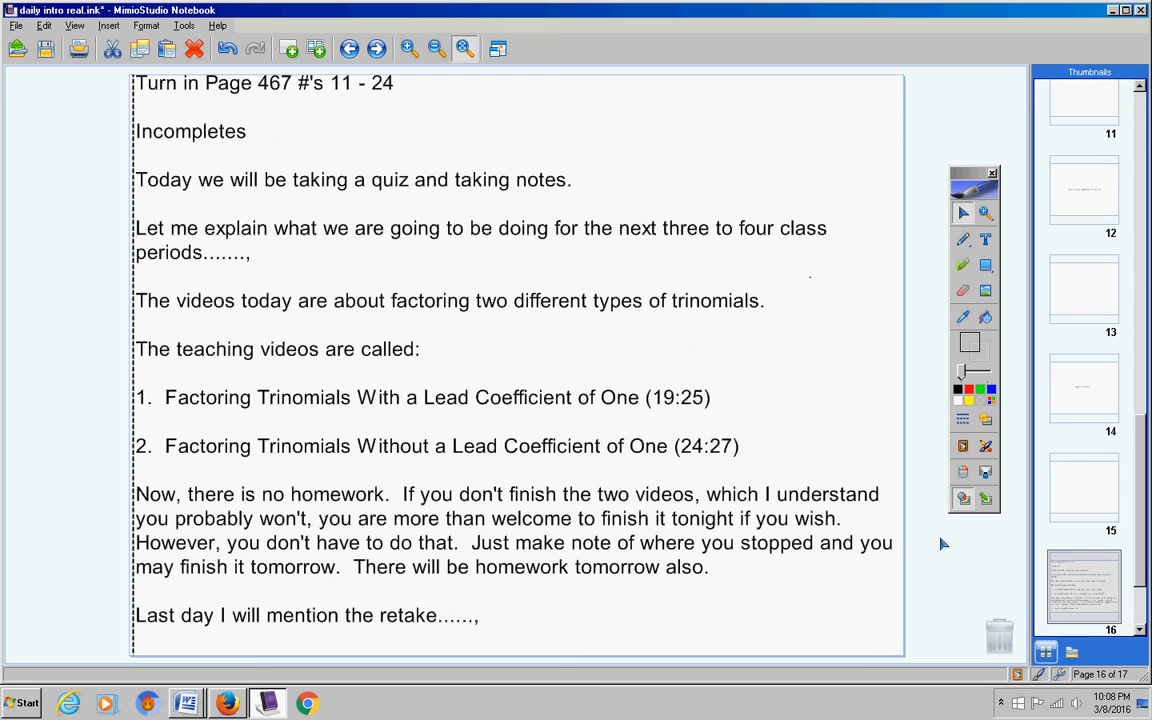 daily intro real.ink* - MimioStudio Notebook
File Edit View Insert Format Tools Help
Turn in Page 467 #'s 11 - 24
Incompletes
Today we will be taking a quiz and taking notes.
Let me explain what we are going to be doing for the next three to four class
periods.......,
The videos today are about factoring two different types of trinomials.
The teaching videos are called:
1. Factoring Trinomials With a Lead Coefficient of One (19:25)
2. Factoring Trinomials Without a Lead Coefficient of One (24:27)
Now, there is no homework. If you don't finish the two videos, which I understand
you probably won't, you are more than welcome to finish it tonight if you wish.
However, you don't have to do that. Just make note of where you stopped and you
may finish it tomorrow. There will be homework tomorrow also.
Last day I will mention the retake......,
Thumbnails
11
12
13
14
15
16
Page 16 of 17
Start
10:08 PM
3/8/2016